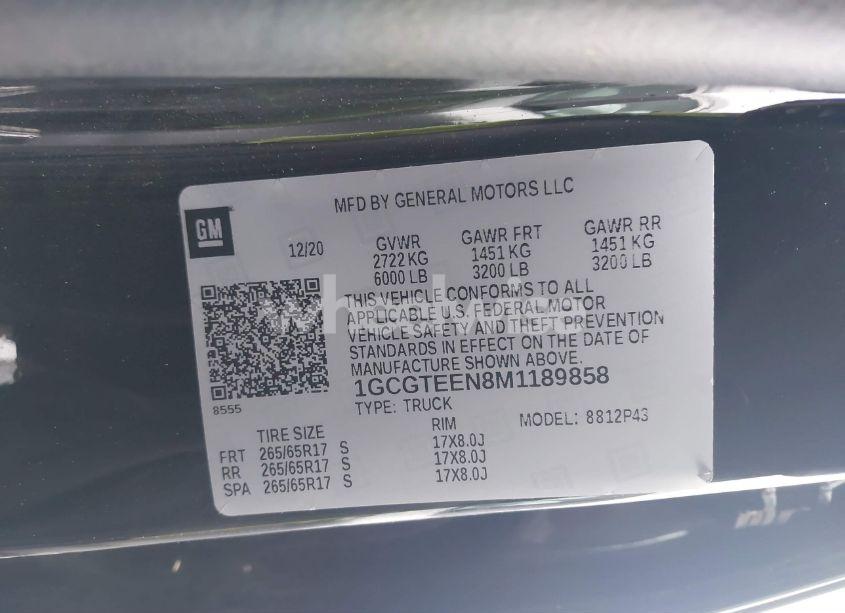 MFD BY GENERAL MOTORS LLC
GM
12/20 GVWR GAWR FRT GAWR RR
2722 KG 1451 KG 1451 KG
6000 LB 3200 LB 3200 LB
THIS VEHICLE CONFORMS TO ALL
APPLICABLE U.S. FEDERAL MOTOR
VEHICLE SAFETY AND THEFT PREVENTION
STANDARDS IN EFFECT ON THE DATE OF
MANUFACTURE SHOWN ABOVE.
1GCGTEEN8M1189858
8555 TYPE: TRUCK MODEL: 8812P43
TIRE SIZE RIM
FRT 265/65R17 S 17X8.0J
RR 265/65R17 S 17X8.0J
SPA 265/65R17 S 17X8.0J